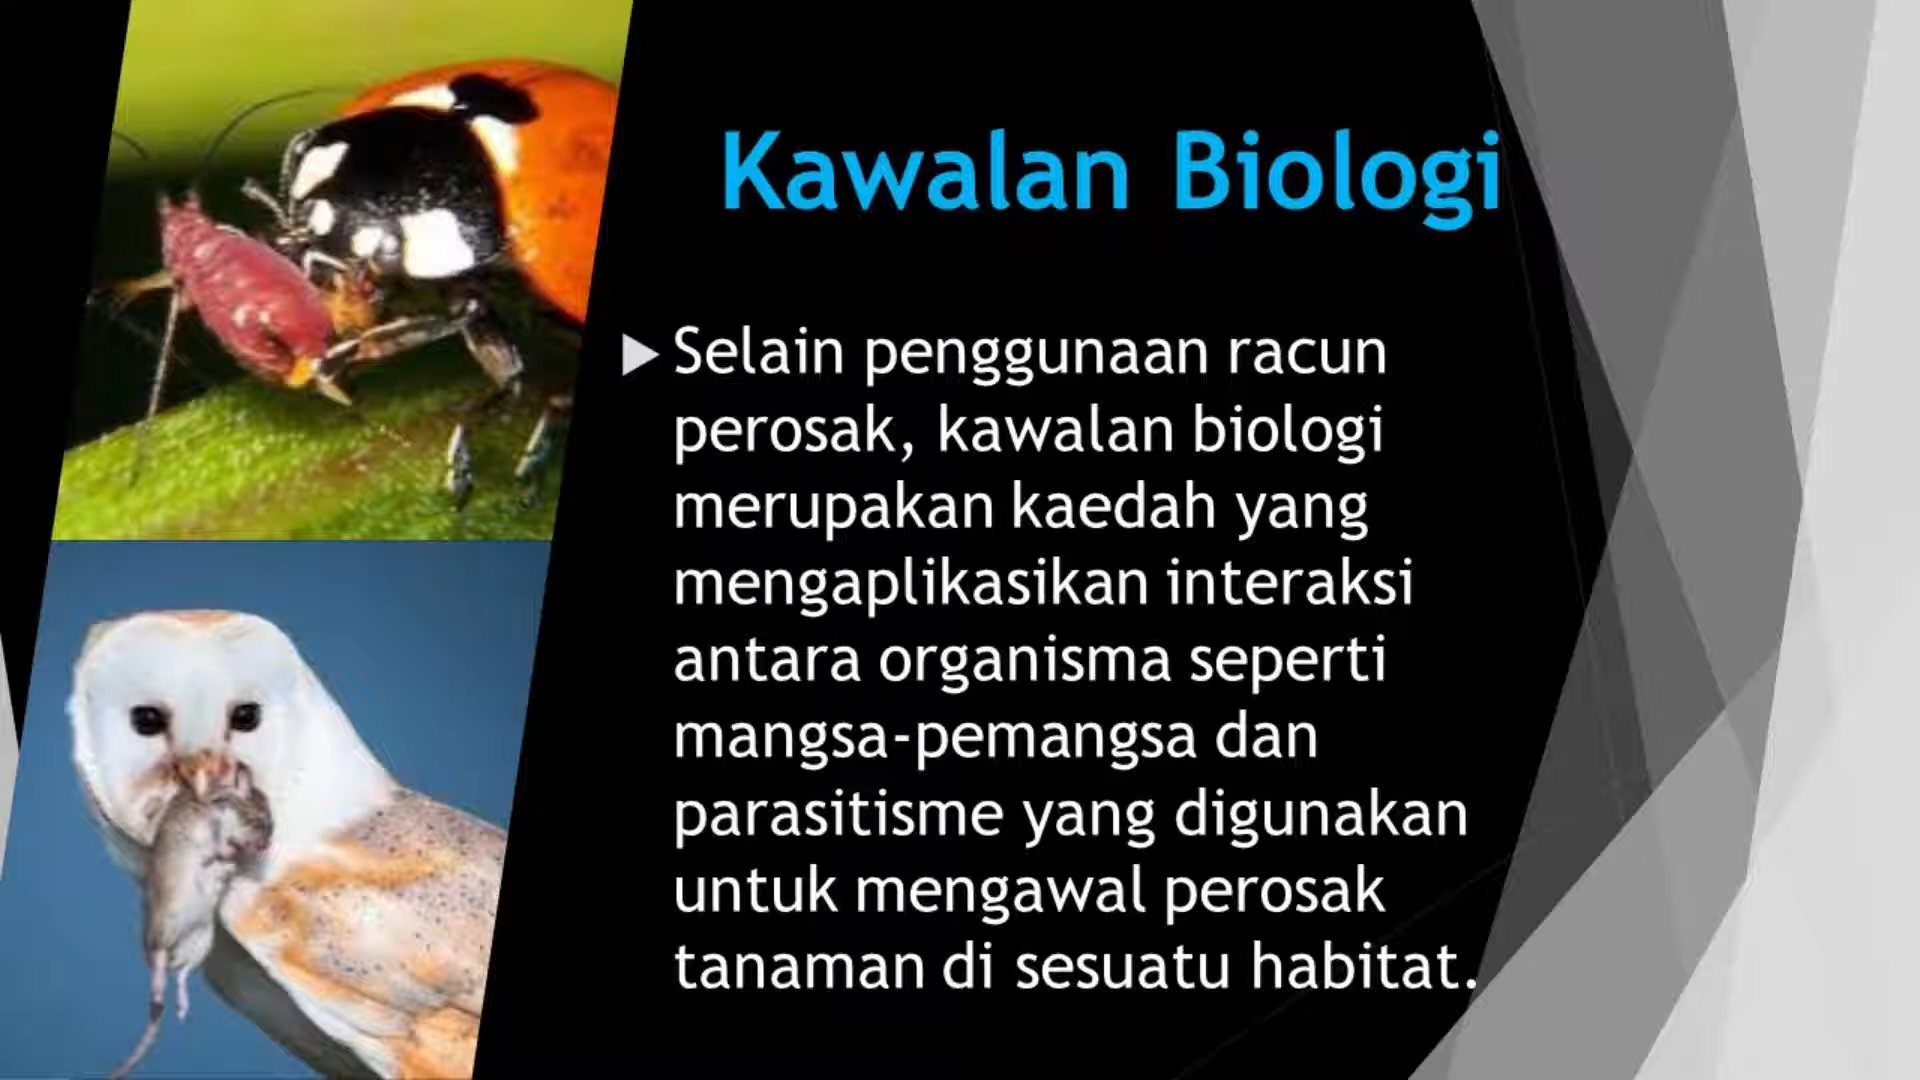 Kawalan Biologi
Selain penggunaan racun
perosak, kawalan biologi
merupakan kaedah yang
mengaplikasikan interaksi
antara organisma seperti
mangsa-pemangsa dan
parasitisme yang digunakan
untuk mengawal perosak
tanaman di sesuatu habitat.